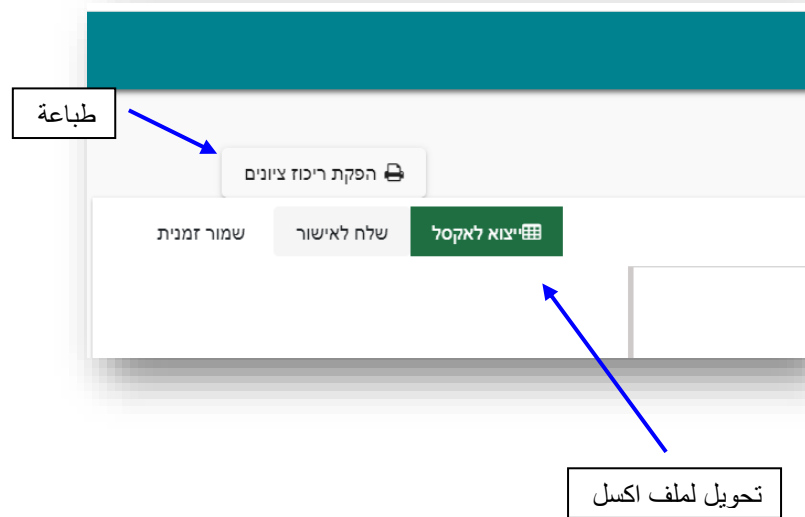 طباعة
הפקת ריכוז ציונים
ייצוא לאקסל שלח לאישור שמור זמנית
تحويل لملف اكسل